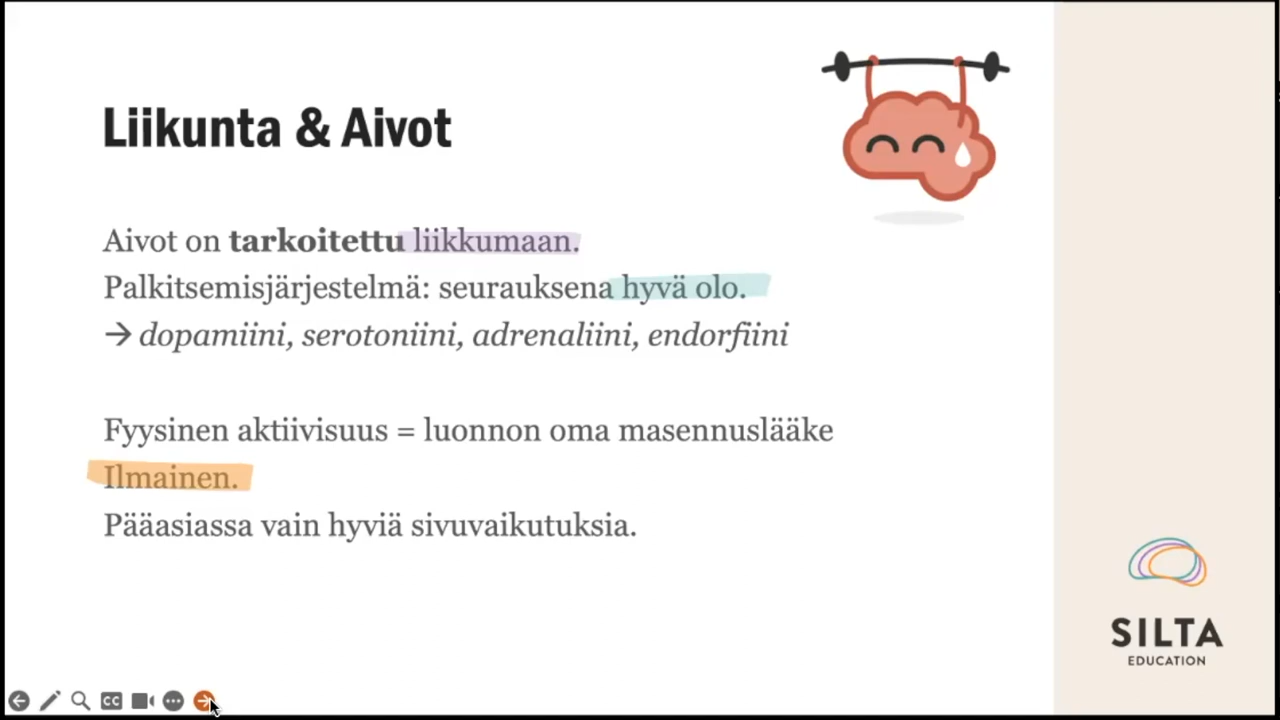 Liikunta & Aivot
Aivot on tarkoitettu liikkumaan.
Palkitsemisjärjestelmä: seurauksena hyvä olo.
→ dopamiini, serotoniini, adrenaliini, endorfiini
Fyysinen aktiivisuus = luonnon oma masennuslääke
Ilmainen.
Pääasiassa vain hyviä sivuvaikutuksia.
SILTA
EDUCATION
CC